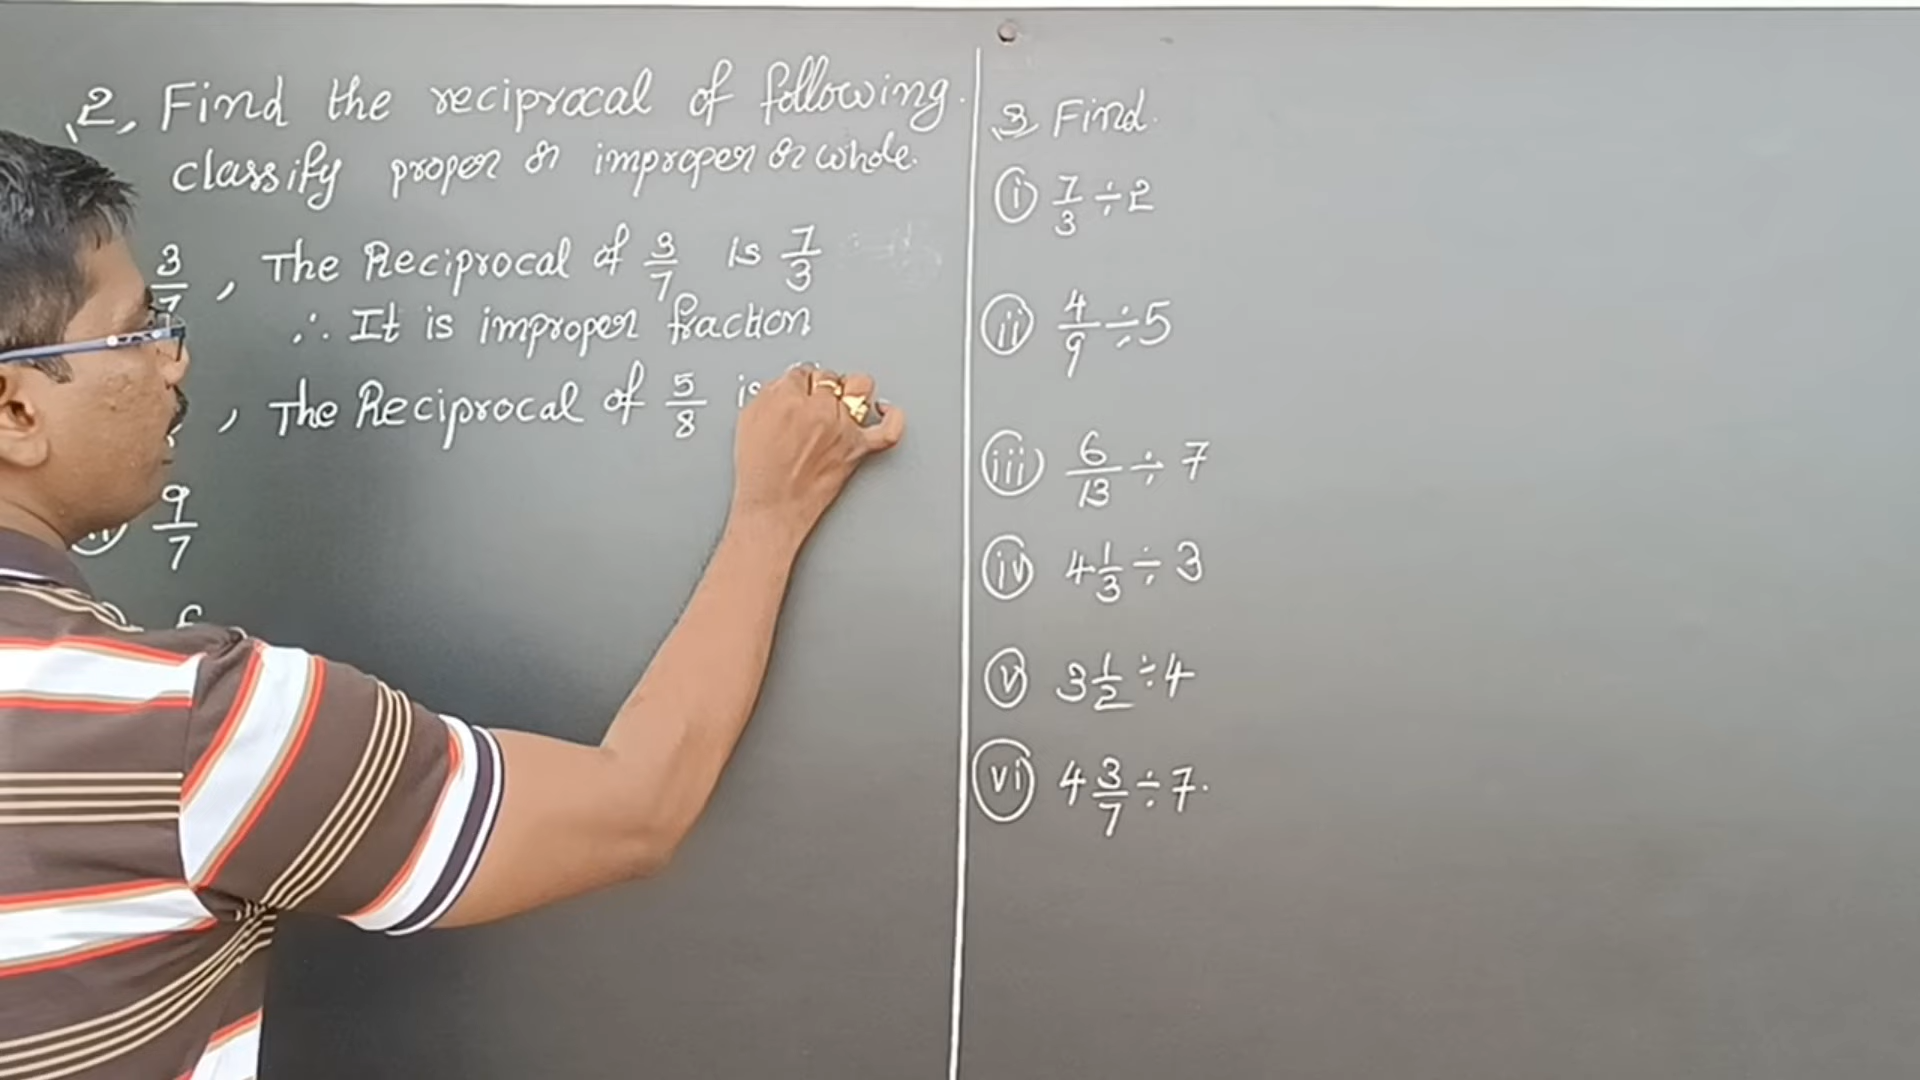 2, Find the reciprocal of following.
classify proper or improper or whole.
3/7, The Reciprocal of 3/7 is 7/3
∴ It is improper fraction
, The Reciprocal of 5/8 is
9/7
3 Find.
(i) 7/3 ÷ 2
(ii) 4/9 ÷ 5
(iii) 6/13 ÷ 7
(iv) 4 1/3 ÷ 3
(v) 3 1/2 ÷ 4
(vi) 4 3/7 ÷ 7.